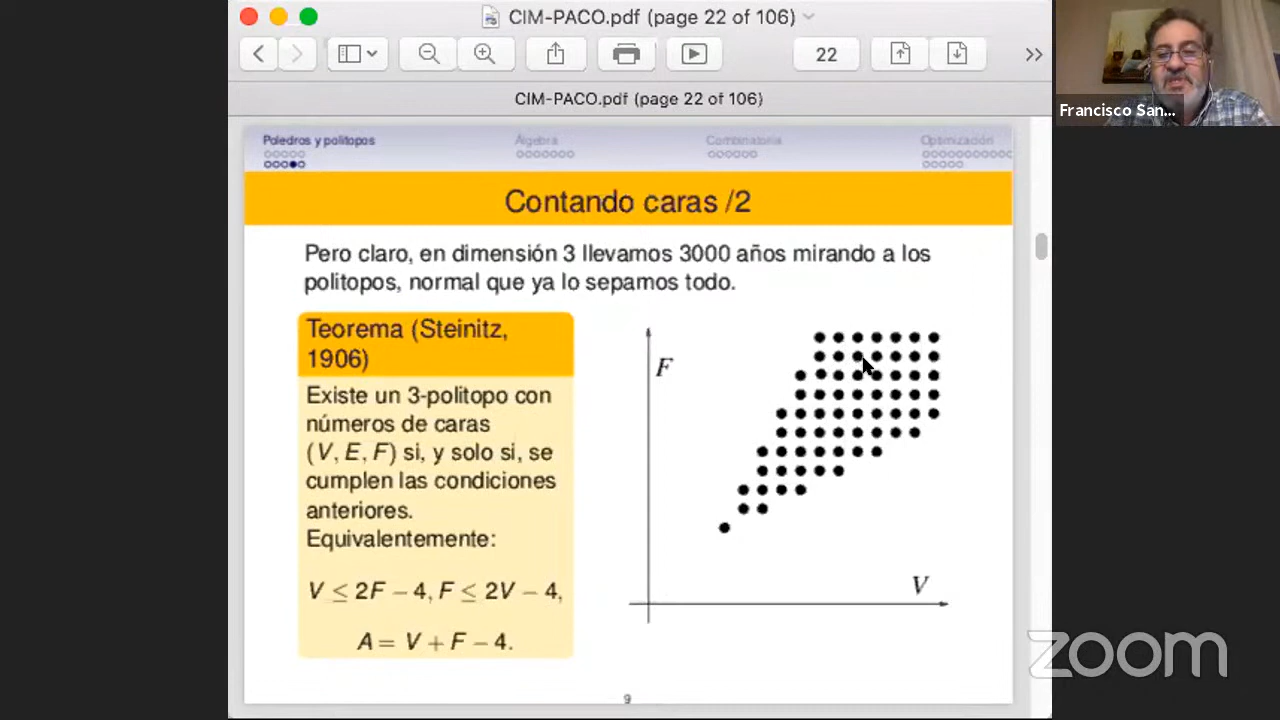 CIM-PACO.pdf (page 22 of 106)
22
CIM-PACO.pdf (page 22 of 106)
Francisco San...
Poledros y politopos
Álgebra
Combinatoria
Optimización
Contando caras /2
Pero claro, en dimensión 3 llevamos 3000 años mirando a los
politopos, normal que ya lo sepamos todo.
Teorema (Steinitz,
1906)
Existe un 3-politopo con
números de caras
(V, E, F) si, y solo si, se
cumplen las condiciones
anteriores.
Equivalentemente:
V ≤ 2F − 4, F ≤ 2V − 4,
A = V + F − 4.
F
V
9
zoom